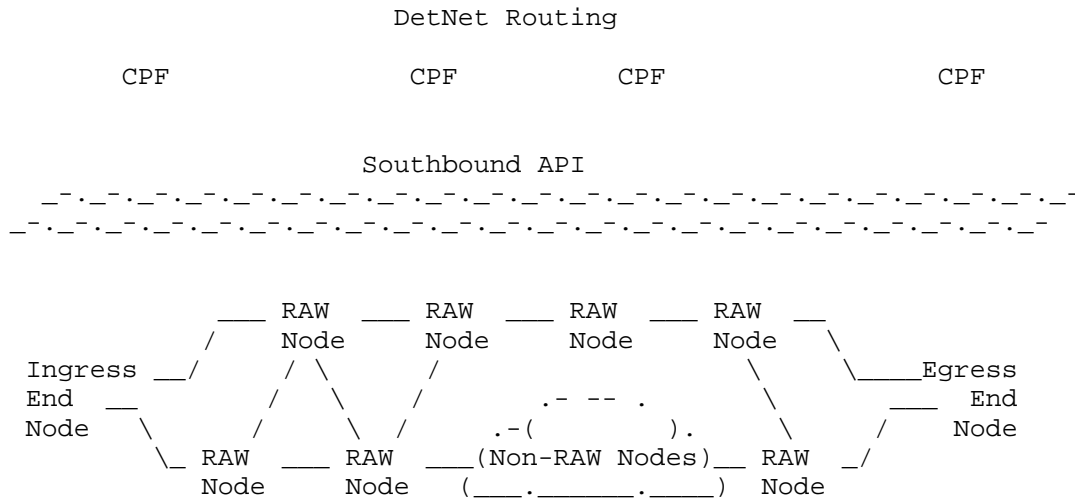 DetNet Routing
CPF CPF CPF CPF
Southbound API
RAW RAW RAW RAW
Node Node Node Node
Ingress Egress
End End
Node Node
RAW RAW (Non-RAW Nodes) RAW
Node Node Node